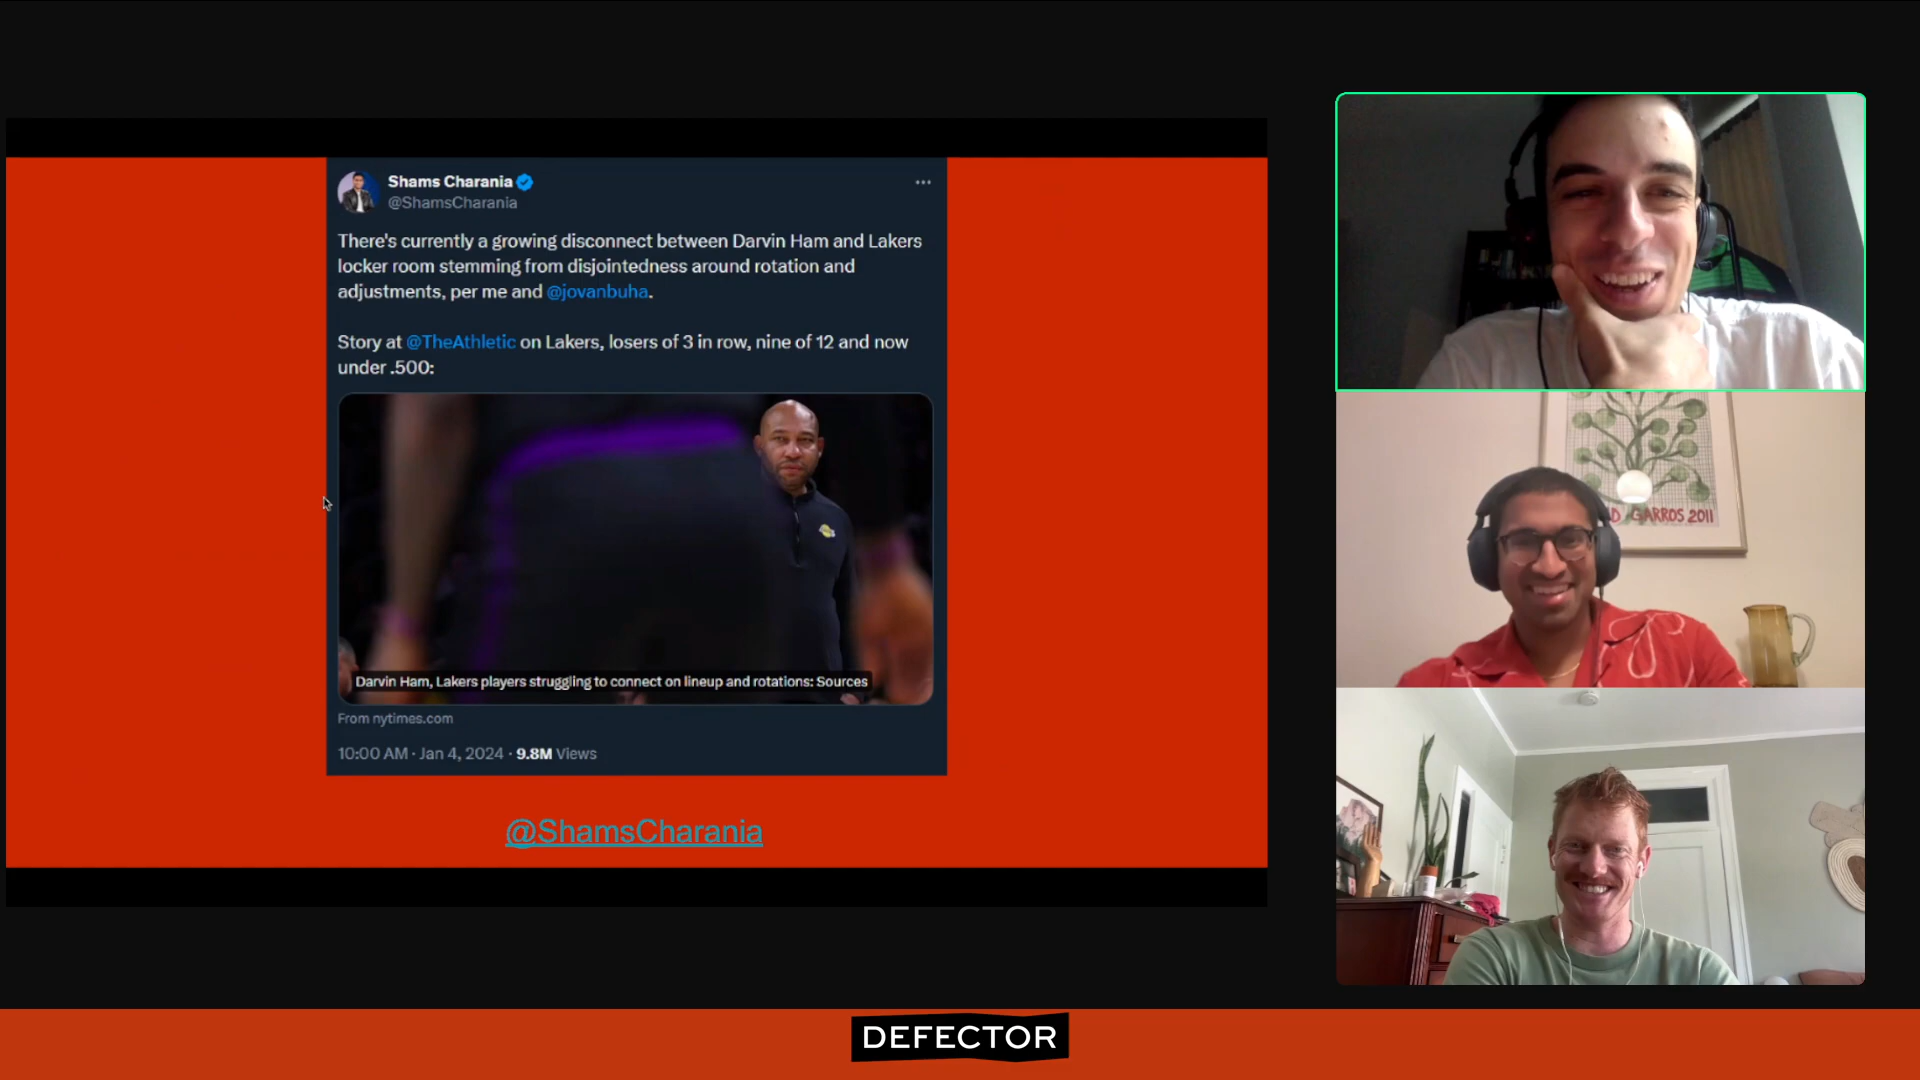 Shams Charania
@ShamsCharania
There's currently a growing disconnect between Darvin Ham and Lakers
locker room stemming from disjointedness around rotation and
adjustments, per me and @jovanbuha.
Story at @TheAthletic on Lakers, losers of 3 in row, nine of 12 and now
under .500:
Darvin Ham, Lakers players struggling to connect on lineup and rotations: Sources
From nytimes.com
10:00 AM · Jan 4, 2024 · 9.8M Views
@ShamsCharania
D GARROS 2011
DEFECTOR